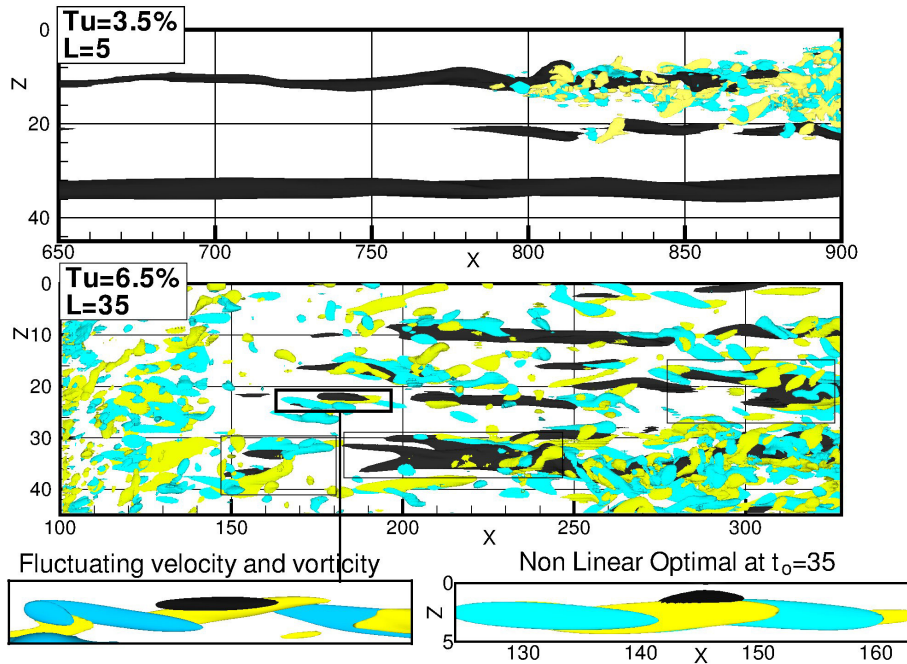 Tu=3.5%
L=5
0
20
40
Z
650
700
750
800
850
900
X
Tu=6.5%
L=35
0
10
20
30
40
Z
100
150
200
250
300
X
Fluctuating velocity and vorticity
Non Linear Optimal at t₀=35
0
5
Z
130
140
150
160
X